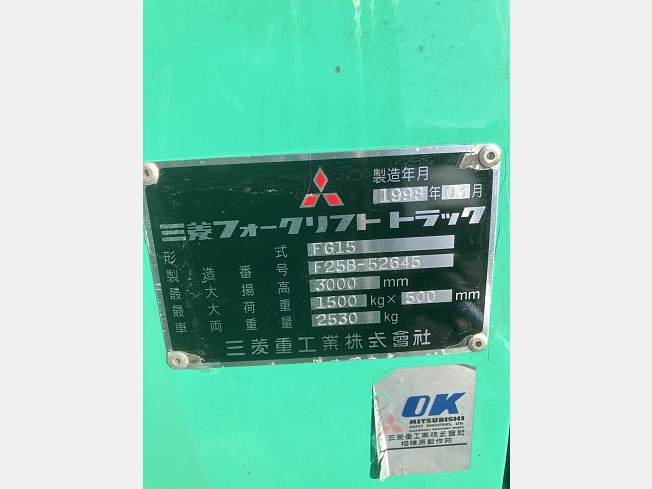 製造年月
1998年 月
三菱フォークリフトトラック
形式 FG15
製造番号 F25B-52645
最大揚高 3000 mm
最大荷重 1500 kg× 500 mm
車両重量 2530 kg
三菱重工業株式會社
OK
MITSUBISHI
HEAVY INDUSTRIES, LTD.
三菱重工業株式会社
相模原製作所